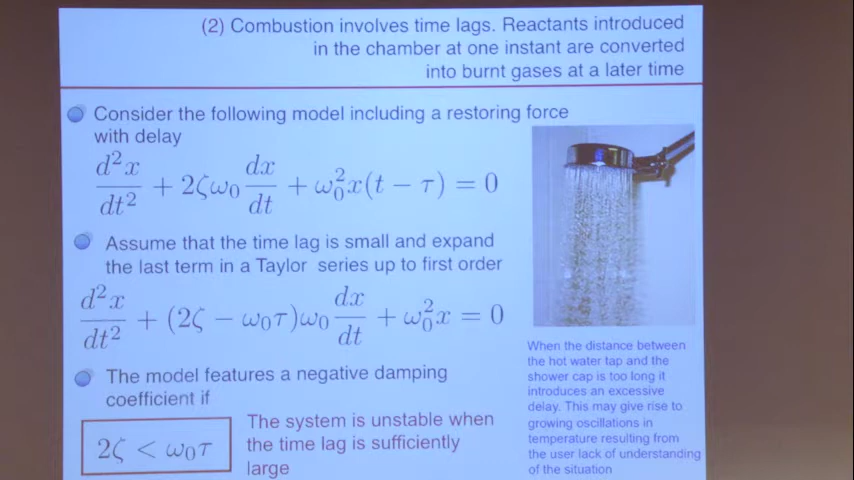 (2) Combustion involves time lags. Reactants introduced
in the chamber at one instant are converted
into burnt gases at a later time
Consider the following model including a restoring force
with delay
d²x/dt² + 2ζω₀ dx/dt + ω₀²x(t − τ) = 0
Assume that the time lag is small and expand
the last term in a Taylor series up to first order
d²x/dt² + (2ζ − ω₀τ)ω₀ dx/dt + ω₀²x = 0
The model features a negative damping
coefficient if
2ζ < ω₀τ
The system is unstable when
the time lag is sufficiently
large
When the distance between
the hot water tap and the
shower cap is too long it
introduces an excessive
delay. This may give rise to
growing oscillations in
temperature resulting from
the user lack of understanding
of the situation